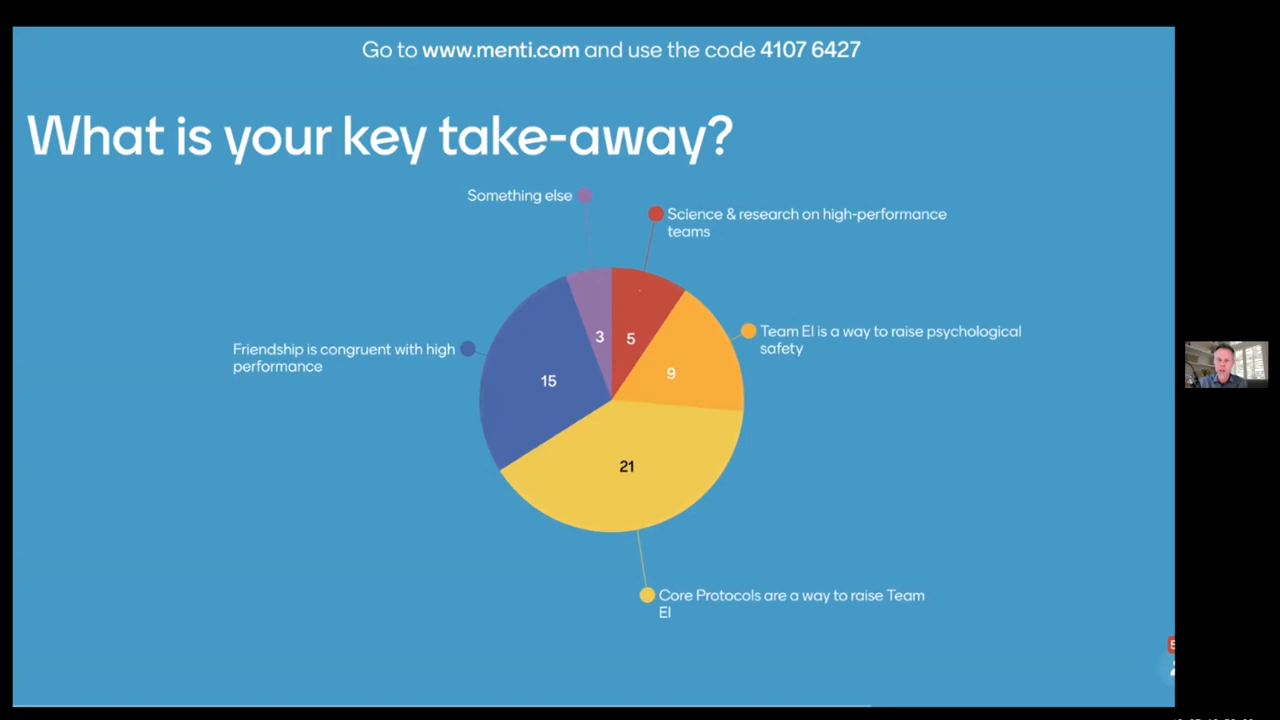 Go to www.menti.com and use the code 4107 6427
What is your key take-away?
Something else
Science & research on high-performance
teams
Team EI is a way to raise psychological
safety
Friendship is congruent with high
performance
3
5
9
15
21
Core Protocols are a way to raise Team
EI